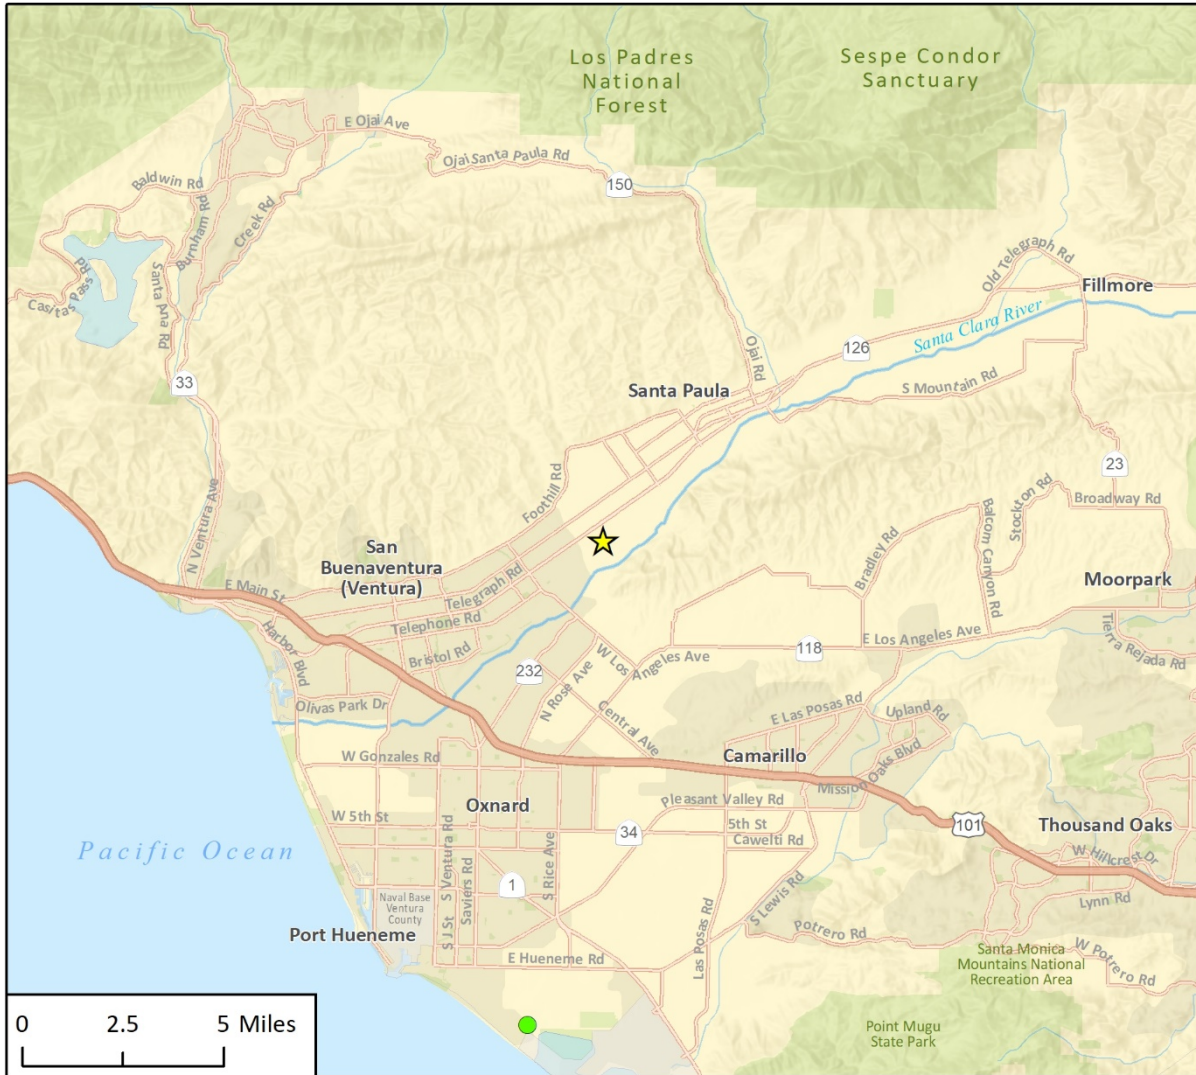 Los Padres
National
Forest
Sespe Condor
Sanctuary
E Ojai Ave
Ojai Santa Paula Rd
150
Baldwin Rd
Burnham Rd
Creek Rd
Casitas Pass Rd
Santa Ana Rd
33
Old Telegraph Rd
Fillmore
Santa Clara River
126
Ojai Rd
Santa Paula
S Mountain Rd
23
Foothill Rd
Stockton Rd
Broadway Rd
Balcom Canyon Rd
Bradley Rd
N Ventura Ave
San
Buenaventura
(Ventura)
E Main St
Telegraph Rd
Telephone Rd
Moorpark
Harbor Blvd
Bristol Rd
232
W Los Angeles Ave
118
E Los Angeles Ave
Tierra Rejada Rd
N Rose Ave
Olivas Park Dr
Central Ave
E Las Posas Rd
Upland Rd
W Gonzales Rd
Camarillo
Mission Oaks Blvd
Oxnard
Pleasant Valley Rd
W 5th St
34
5th St
Cawelti Rd
101
Thousand Oaks
Pacific Ocean
S Ventura Rd
Saviers Rd
S Rice Ave
W Hillcrest Dr
Lynn Rd
1
Naval Base
Ventura
County
S J St
S Lewis Rd
Las Posas Rd
Potrero Rd
Port Hueneme
E Hueneme Rd
Santa Monica
Mountains National
Recreation Area
W Potrero Rd
Point Mugu
State Park
0 2.5 5 Miles